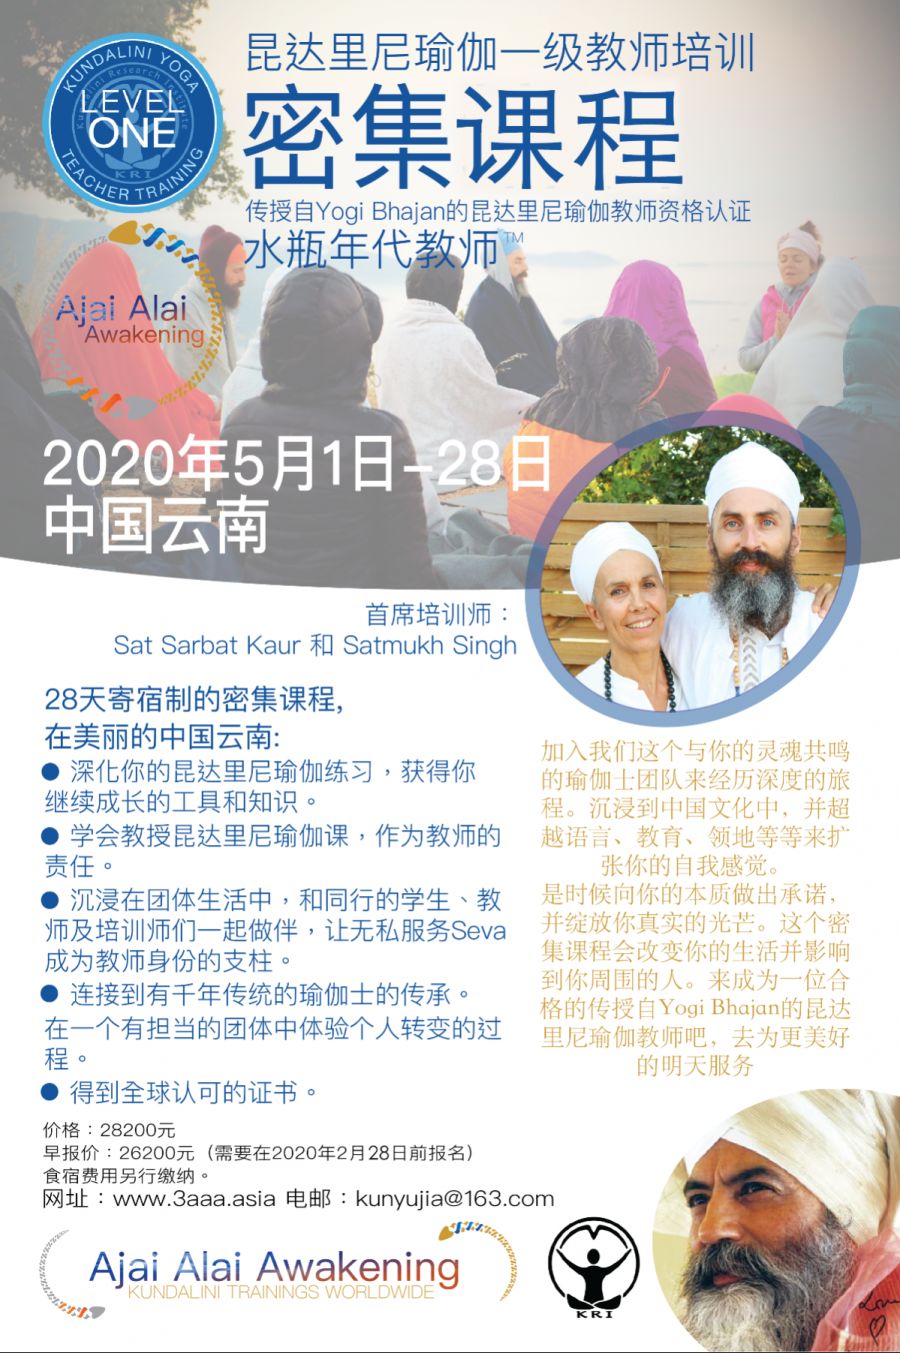 昆达里尼瑜伽一级教师培训
密集课程
传授自Yogi Bhajan的昆达里尼瑜伽教师资格认证
水瓶年代教师™
KUNDALINI YOGA
Kundalini Research Institute
LEVEL
ONE
KRI
TEACHER TRAINING
Ajai Alai
Awakening
2020年5月1日-28日
中国云南
首席培训师：
Sat Sarbat Kaur 和 Satmukh Singh
28天寄宿制的密集课程,
在美丽的中国云南:
● 深化你的昆达里尼瑜伽练习，获得你
继续成长的工具和知识。
● 学会教授昆达里尼瑜伽课，作为教师的
责任。
● 沉浸在团体生活中，和同行的学生、教
师及培训师们一起做伴，让无私服务Seva
成为教师身份的支柱。
● 连接到有千年传统的瑜伽士的传承。
在一个有担当的团体中体验个人转变的过
程。
● 得到全球认可的证书。
加入我们这个与你的灵魂共鸣
的瑜伽士团队来经历深度的旅
程。沉浸到中国文化中，并超
越语言、教育、领地等等来扩
张你的自我感觉。
是时候向你的本质做出承诺，
并绽放你真实的光芒。这个密
集课程会改变你的生活并影响
到你周围的人。来成为一位合
格的传授自Yogi Bhajan的昆达
里尼瑜伽教师吧，去为更美好
的明天服务
价格：28200元
早报价：26200元（需要在2020年2月28日前报名）
食宿费用另行缴纳。
网址：www.3aaa.asia 电邮：kunyujia@163.com
Ajai Alai Awakening
KUNDALINI TRAININGS WORLDWIDE
KRI